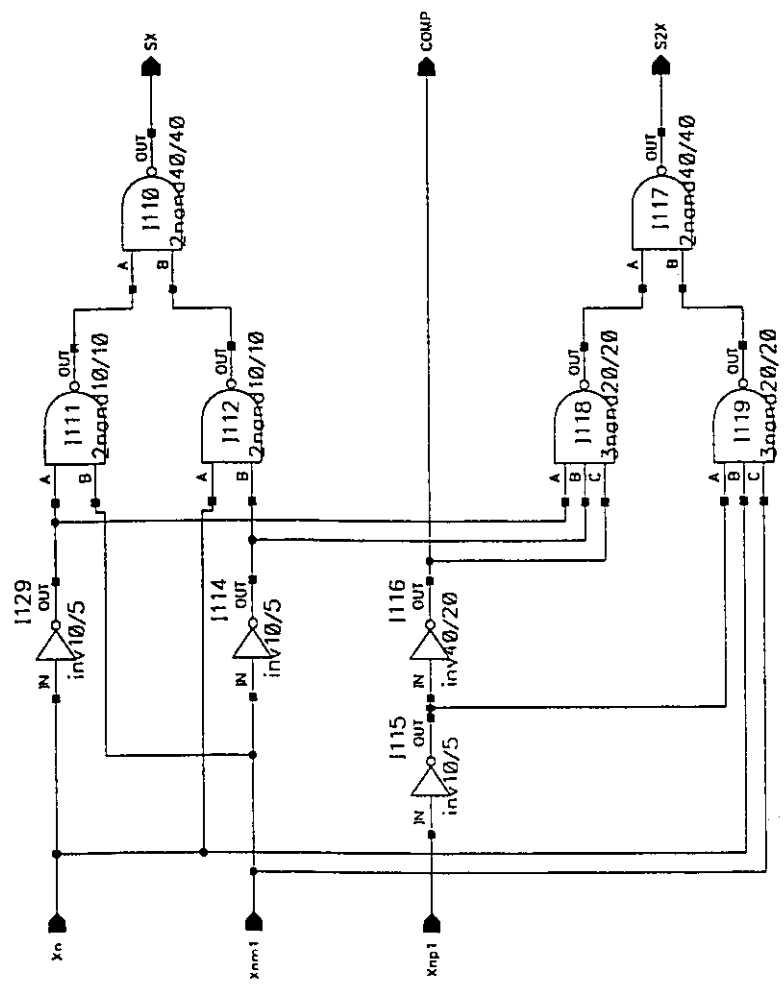 SX
COMP
S2X
OUT
I110
2nand40/40
A
B
OUT
I117
2nand40/40
A
B
OUT
I111
2nand10/10
A
B
OUT
I112
2nand10/10
A
B
OUT
I118
3nand20/20
A
B
C
OUT
I119
3nand20/20
A
B
C
I129
OUT
inv10/5
IN
I114
OUT
inv10/5
IN
I116
OUT
inv40/20
IN
I115
OUT
inv10/5
IN
Xn
Xnm1
Xnp1